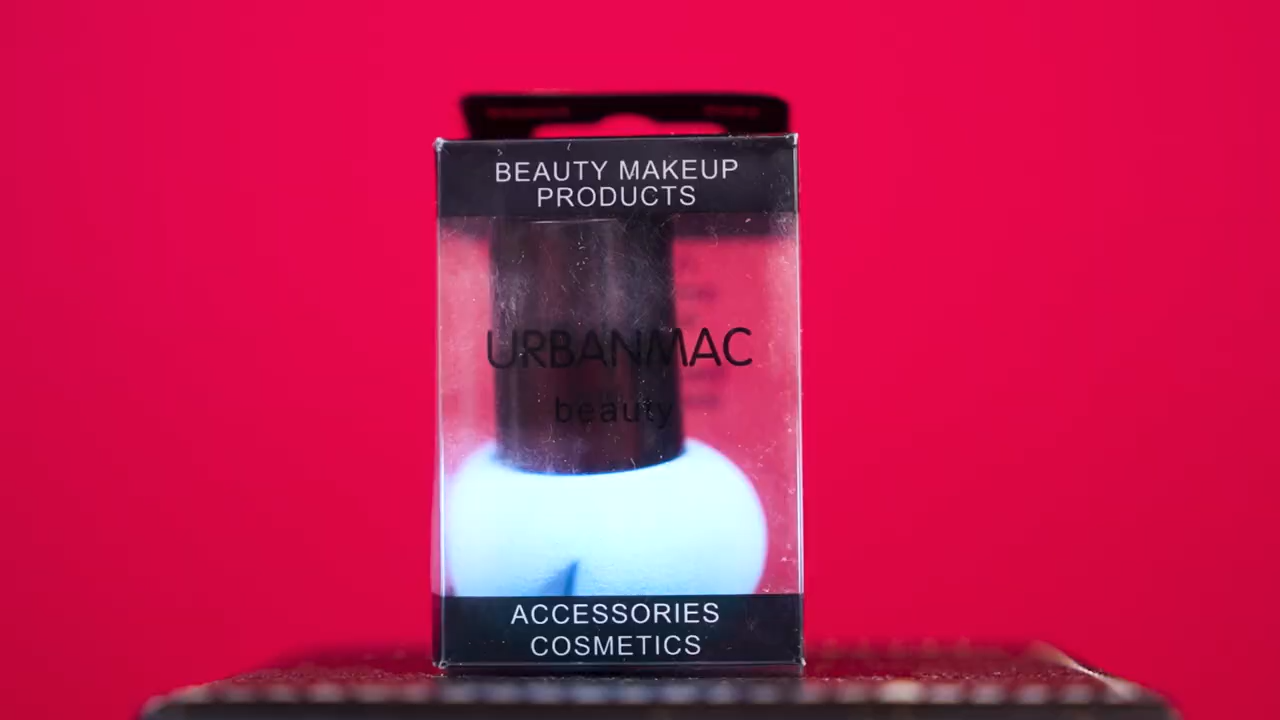 BEAUTY MAKEUP
PRODUCTS
URBANMAC
beauty
ACCESSORIES
COSMETICS